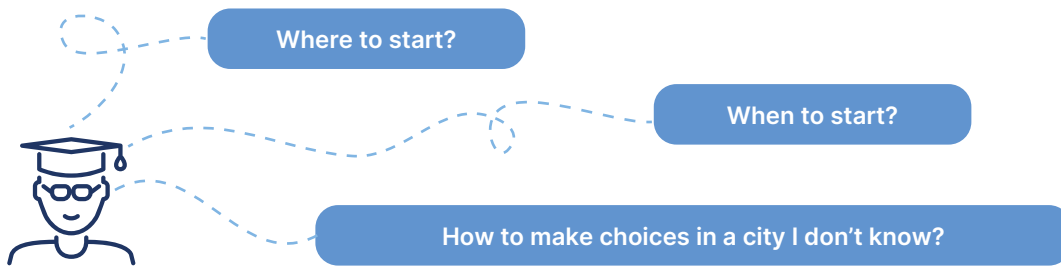 Where to start?
When to start?
How to make choices in a city I don’t know?